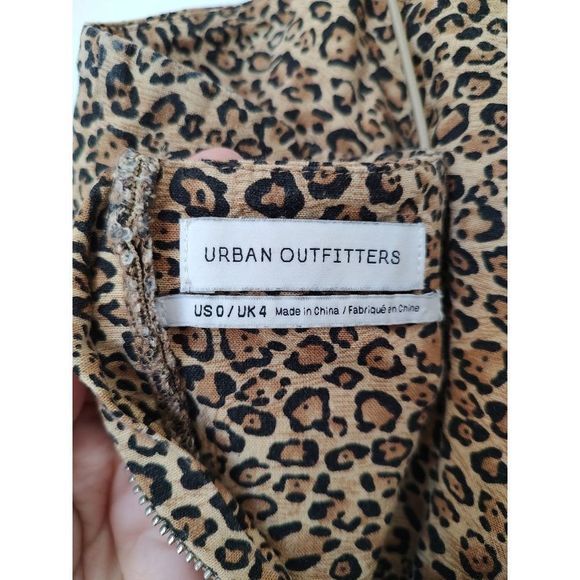 URBAN OUTFITTERS
US 0 / UK 4 Made in China / Fabriqué en Chine